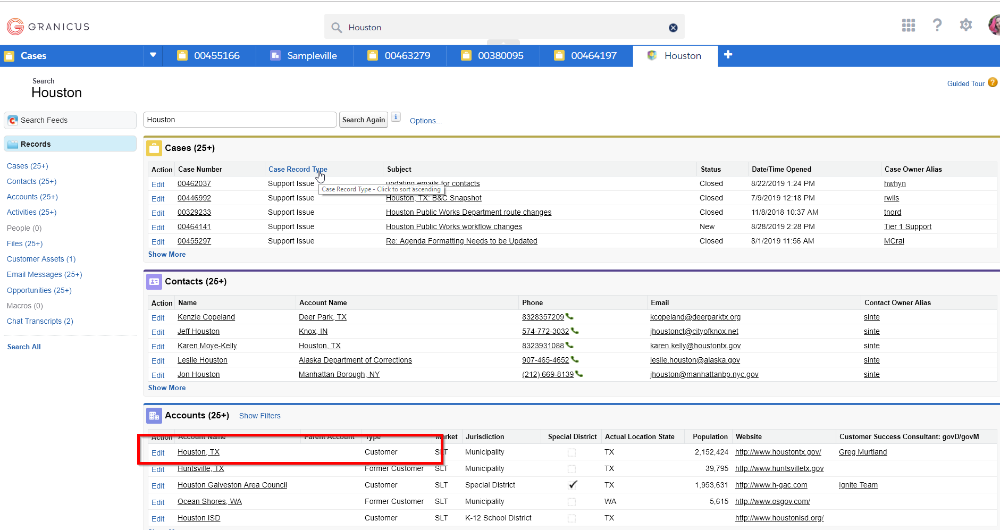 GRANICUS
Houston
Cases 00455166 Sampleville 00463279 00380095 00464197 Houston
Search
Houston
Guided Tour ?
Search Feeds
Houston Search Again i Options...
Records
Cases (25+)
Contacts (25+)
Accounts (25+)
Activities (25+)
People (0)
Files (25+)
Customer Assets (1)
Email Messages (25+)
Opportunities (25+)
Macros (0)
Chat Transcripts (2)
Search All
Cases (25+)
Action Case Number Case Record Type Subject Status Date/Time Opened Case Owner Alias
Edit 00462037 Support Issue updating emails for contacts Closed 8/22/2019 1:24 PM hwhyn
Case Record Type - Click to sort ascending
Edit 00446992 Support Issue Houston, TX: B&C Snapshot Closed 7/9/2019 12:18 PM rwils
Edit 00329233 Support Issue Houston Public Works Department route changes Closed 11/8/2018 10:37 AM tnord
Edit 00464141 Support Issue Houston Public Works workflow changes New 8/28/2019 2:28 PM Tier 1 Support
Edit 00455297 Support Issue Re: Agenda Formatting Needs to be Updated Closed 8/1/2019 11:56 AM MCrai
Show More
Contacts (25+)
Action Name Account Name Phone Email Contact Owner Alias
Edit Kenzie Copeland Deer Park, TX 8328357209 kcopeland@deerparktx.org sinte
Edit Jeff Houston Knox, IN 574-772-3032 jhoustonct@cityofknox.net sinte
Edit Karen Moye-Kelly Houston, TX 8323931088 karen.kelly@houstontx.gov sinte
Edit Leslie Houston Alaska Department of Corrections 907-465-4652 leslie.houston@alaska.gov sinte
Edit Jon Houston Manhattan Borough, NY (212) 669-8139 jhouston@manhattanbp.nyc.gov sinte
Show More
Accounts (25+) Show Filters
Action Account Name Parent Account Type Market Jurisdiction Special District Actual Location State Population Website Customer Success Consultant: govD/govM
Edit Houston, TX Customer SLT Municipality TX 2,152,424 http://www.houstontx.gov/ Greg Murtland
Edit Huntsville, TX Former Customer SLT Municipality TX 39,795 http://www.huntsvilletx.gov
Edit Houston Galveston Area Council Customer SLT Special District TX 1,953,631 http://www.h-gac.com Ignite Team
Edit Ocean Shores, WA Former Customer SLT Municipality WA 5,615 http://www.osgov.com/
Edit Houston ISD Customer SLT K-12 School District TX http://www.houstonisd.org/